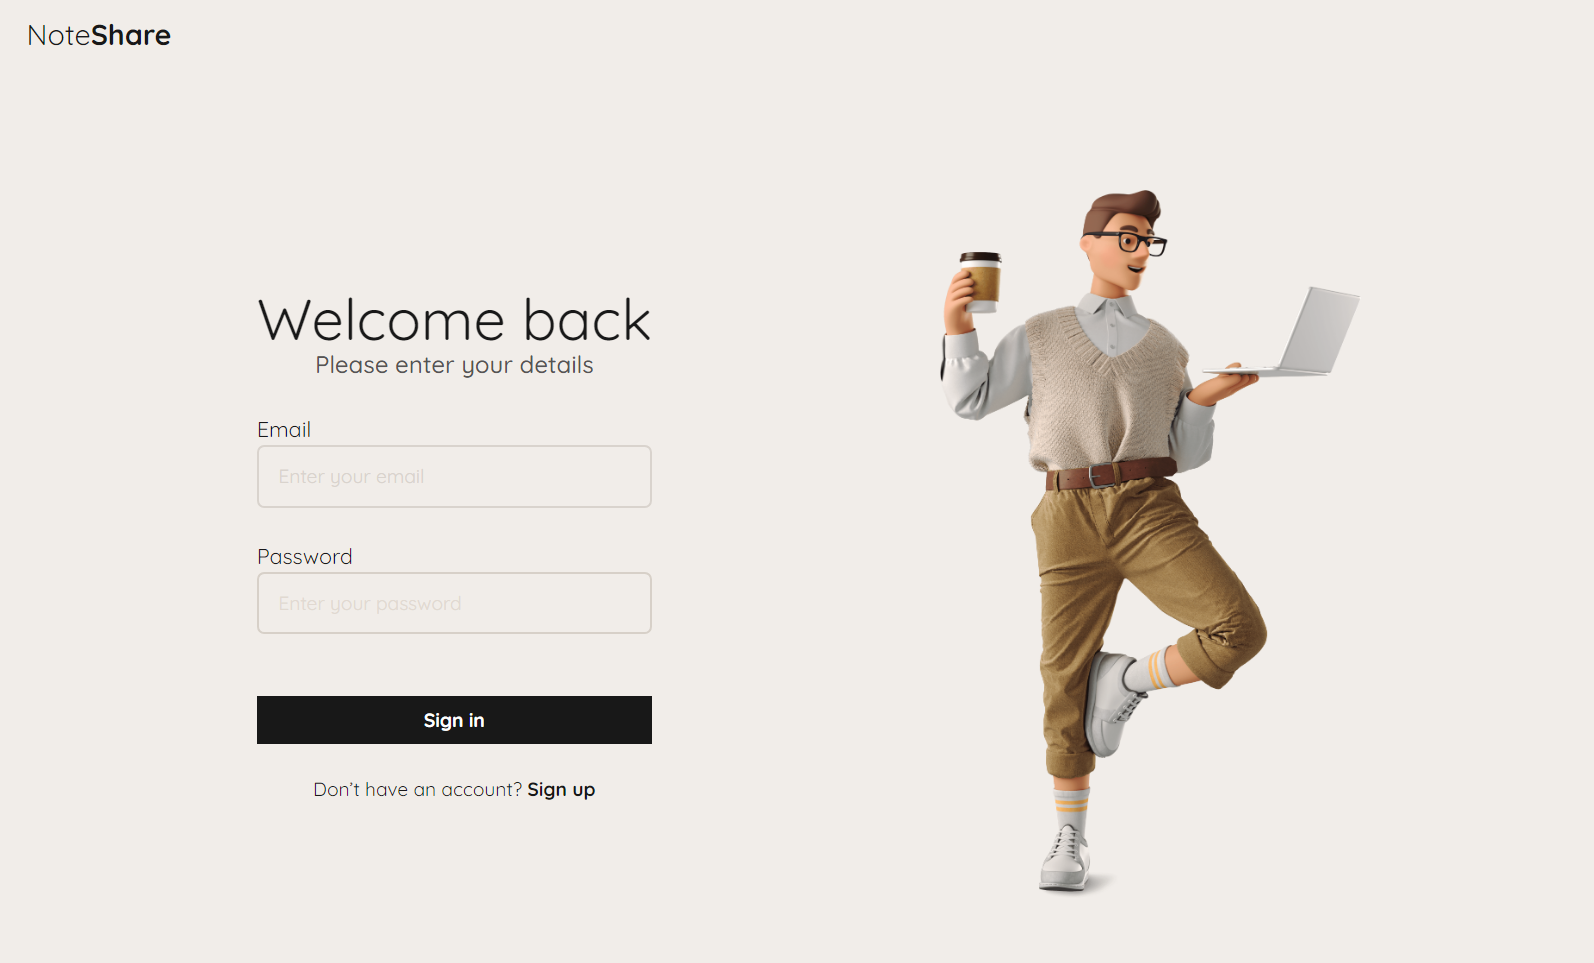 NoteShare
Welcome back
Please enter your details
Email
Enter your email
Password
Enter your password
Sign in
Don’t have an account? Sign up